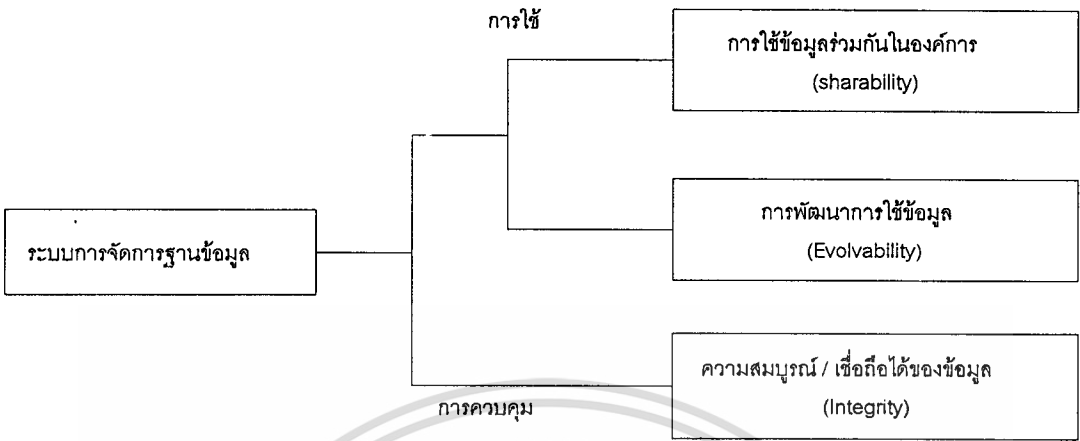 การใช้
การใช้ข้อมูลร่วมกันในองค์การ
(sharability)
การพัฒนาการใช้ข้อมูล
(Evolvability)
ระบบการจัดการฐานข้อมูล
ความสมบูรณ์ / เชื่อถือได้ของข้อมูล
(Integrity)
การควบคุม